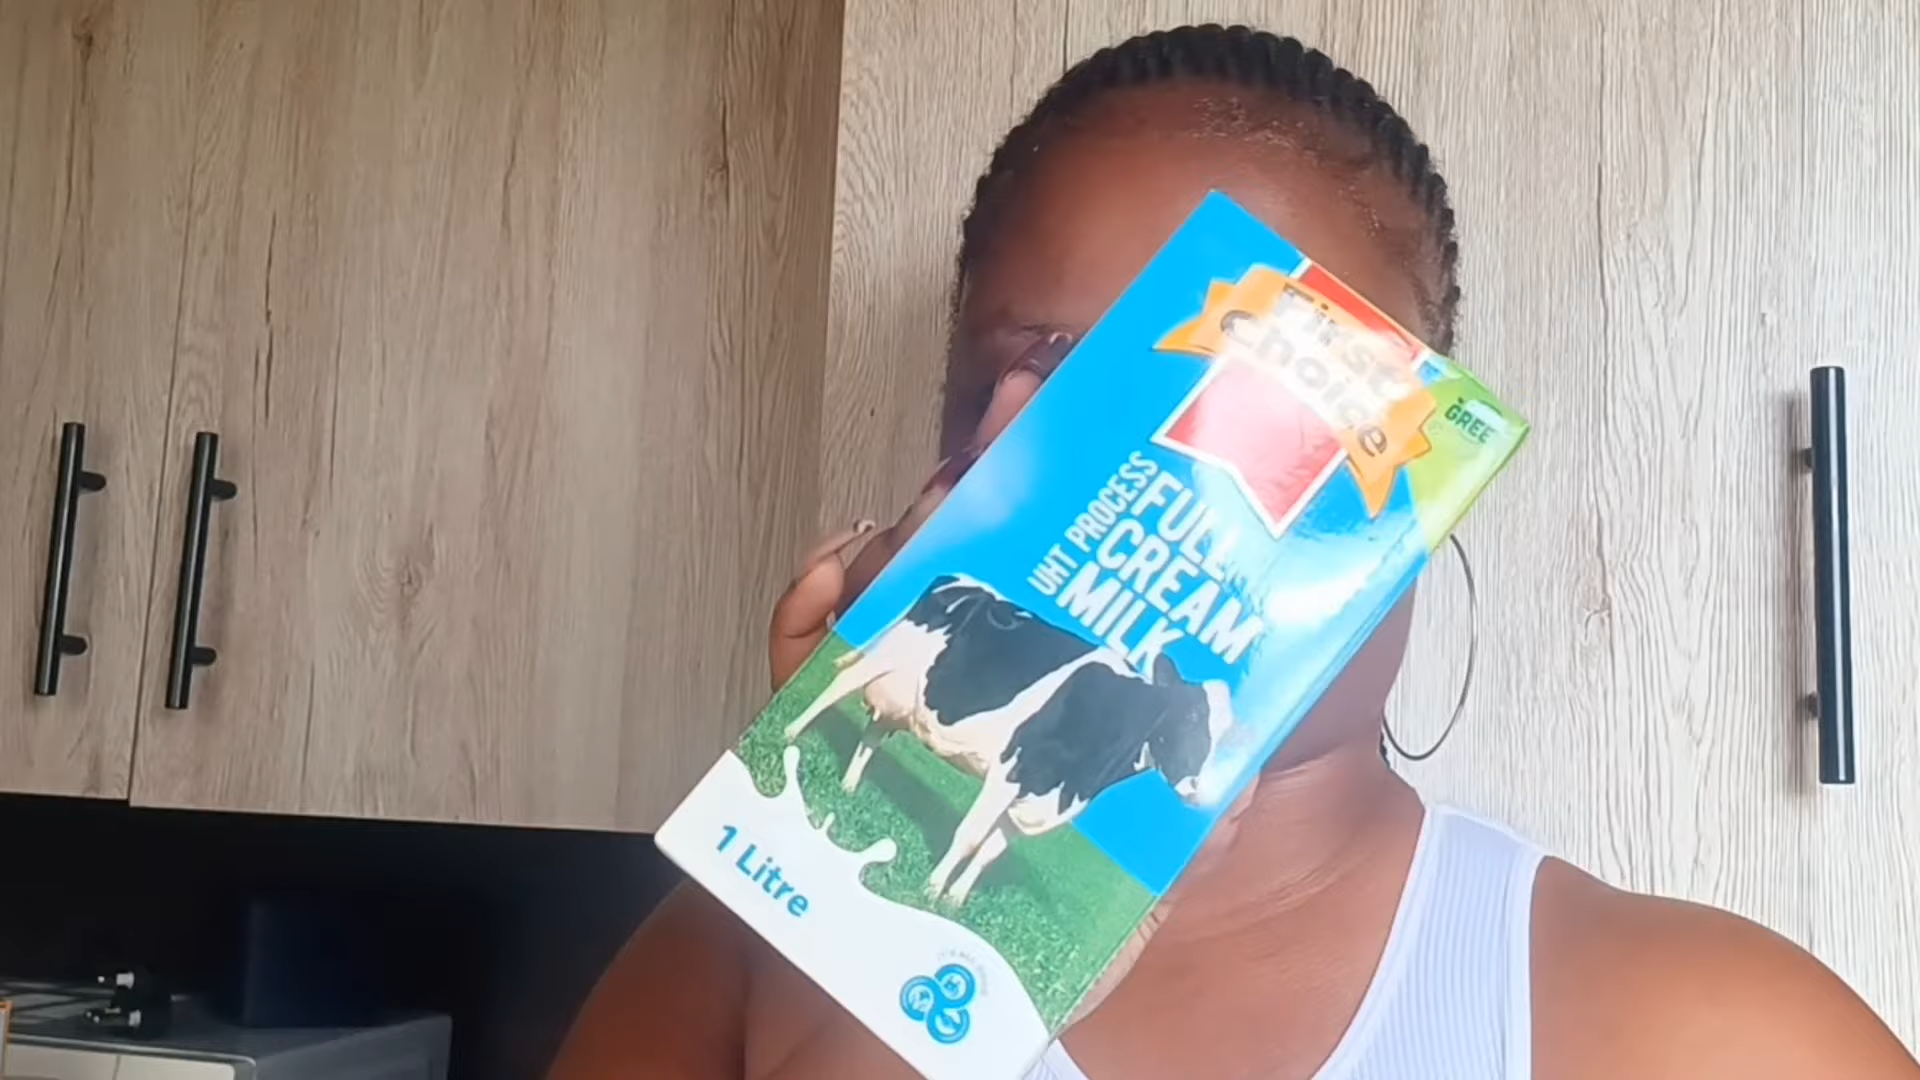 First
Choice
GREE
UHT PROCESS
FULL
CREAM
MILK
1 Litre